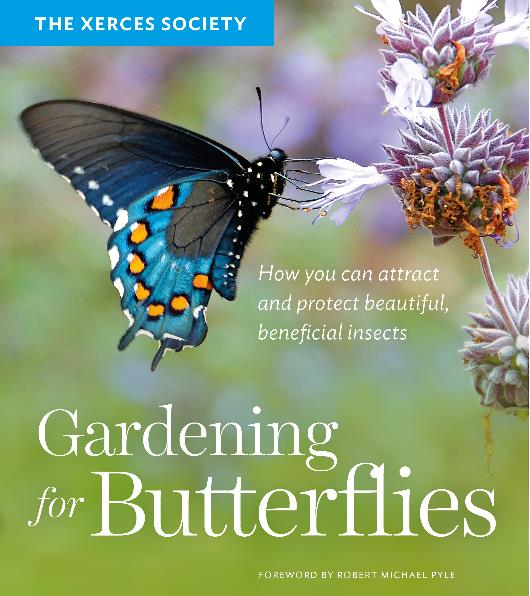 THE XERCES SOCIETY
How you can attract
and protect beautiful,
beneficial insects
Gardening
for Butterflies
FOREWORD BY ROBERT MICHAEL PYLE